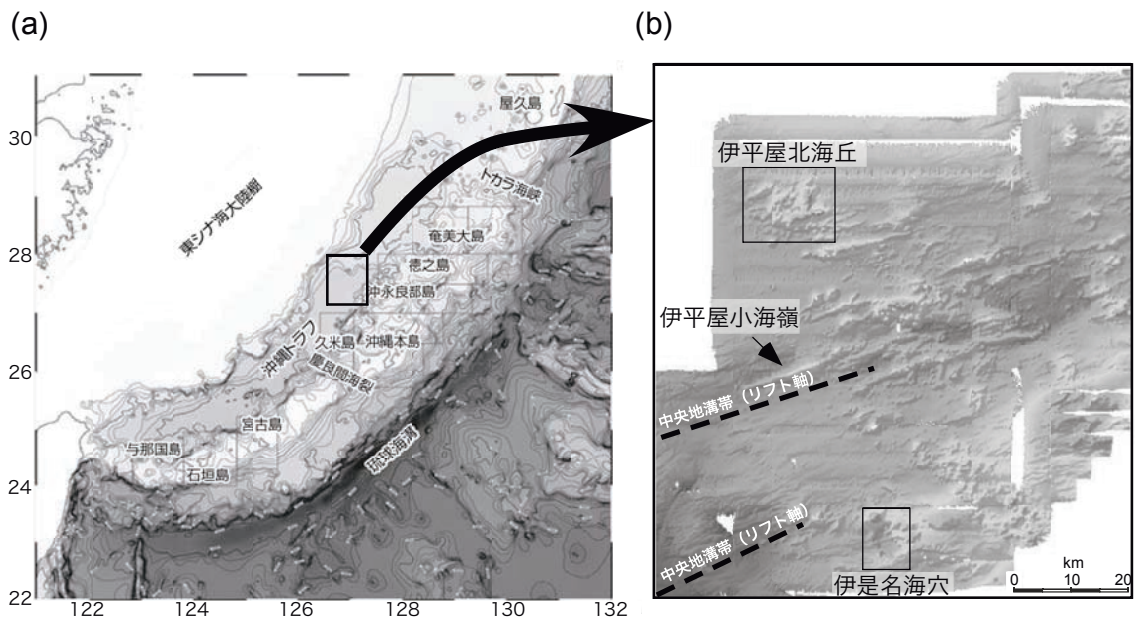 (a)
(b)
30
28
26
24
22
122
124
126
128
130
132
屋久島
トカラ海峡
東シナ海大陸棚
奄美大島
徳之島
沖永良部島
沖縄トラフ
久米島
沖縄本島
慶良間海裂
宮古島
与那国島
石垣島
琉球海溝
伊平屋北海丘
伊平屋小海嶺
中央地溝帯（リフト軸）
中央地溝帯（リフト軸）
伊是名海穴
km
0 10 20